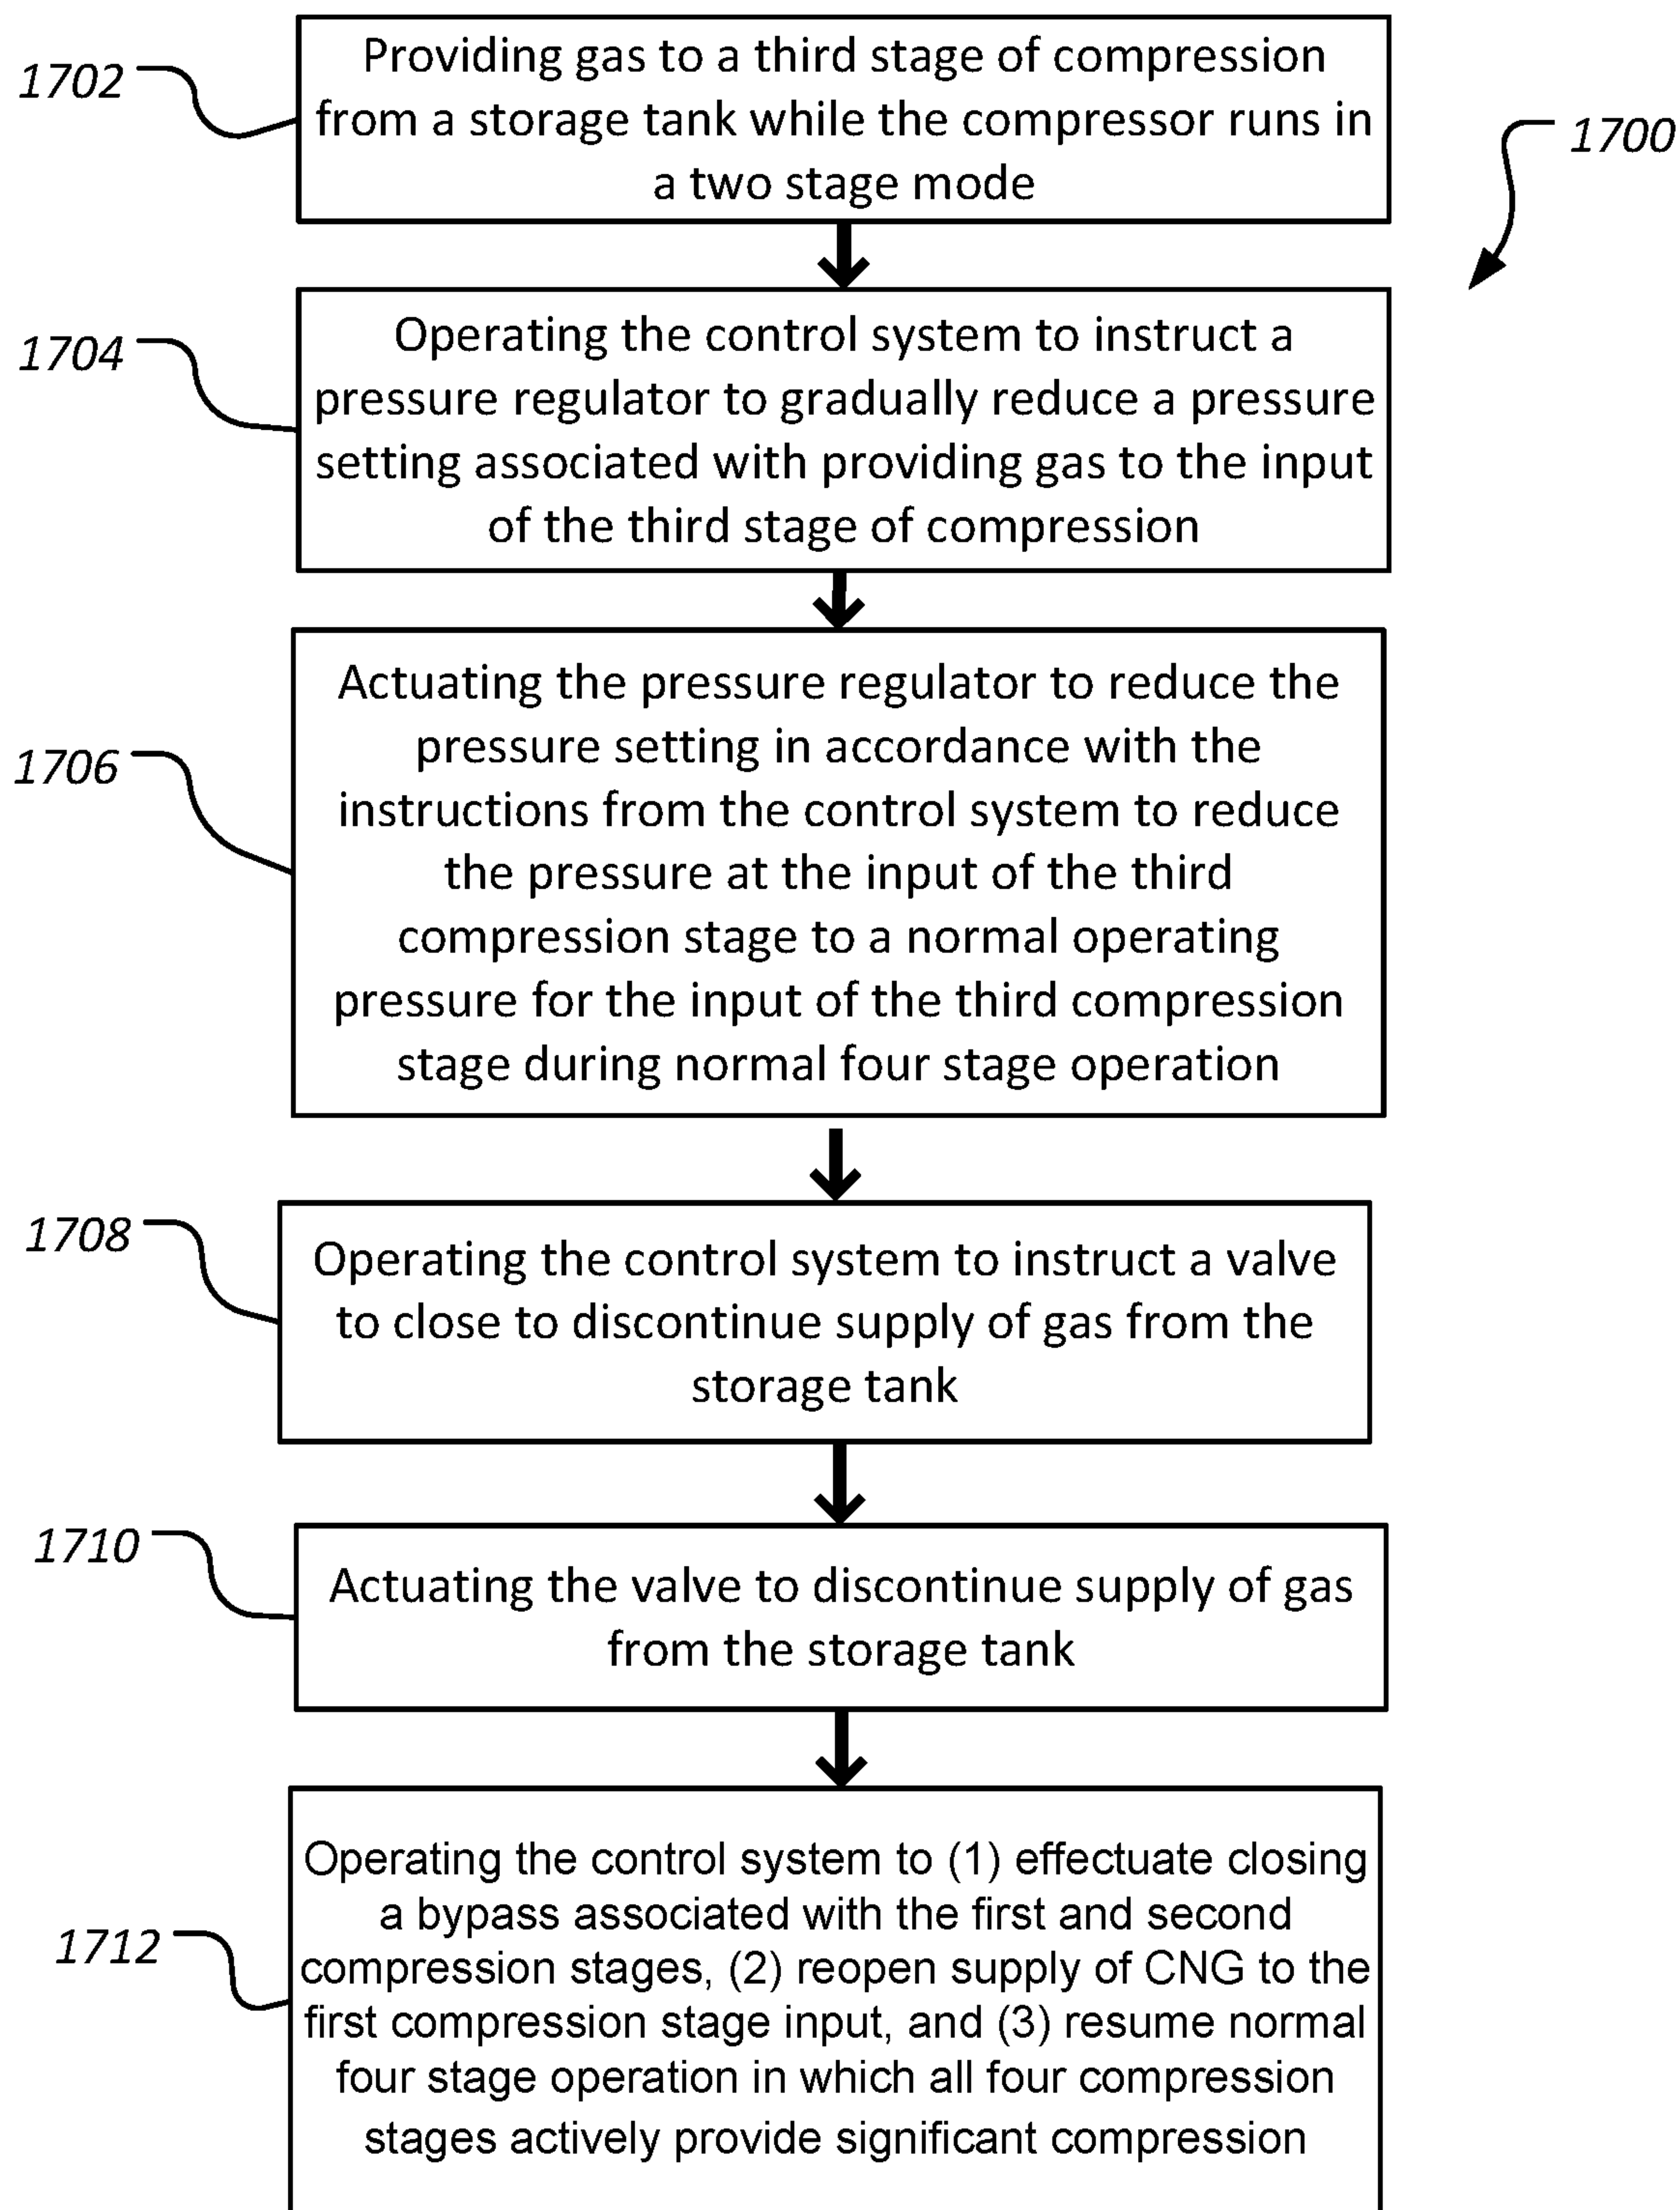 1702
Providing gas to a third stage of compression
from a storage tank while the compressor runs in
a two stage mode
1700
1704
Operating the control system to instruct a
pressure regulator to gradually reduce a pressure
setting associated with providing gas to the input
of the third stage of compression
1706
Actuating the pressure regulator to reduce the
pressure setting in accordance with the
instructions from the control system to reduce
the pressure at the input of the third
compression stage to a normal operating
pressure for the input of the third compression
stage during normal four stage operation
1708
Operating the control system to instruct a valve
to close to discontinue supply of gas from the
storage tank
1710
Actuating the valve to discontinue supply of gas
from the storage tank
1712
Operating the control system to (1) effectuate closing
a bypass associated with the first and second
compression stages, (2) reopen supply of CNG to the
first compression stage input, and (3) resume normal
four stage operation in which all four compression
stages actively provide significant compression